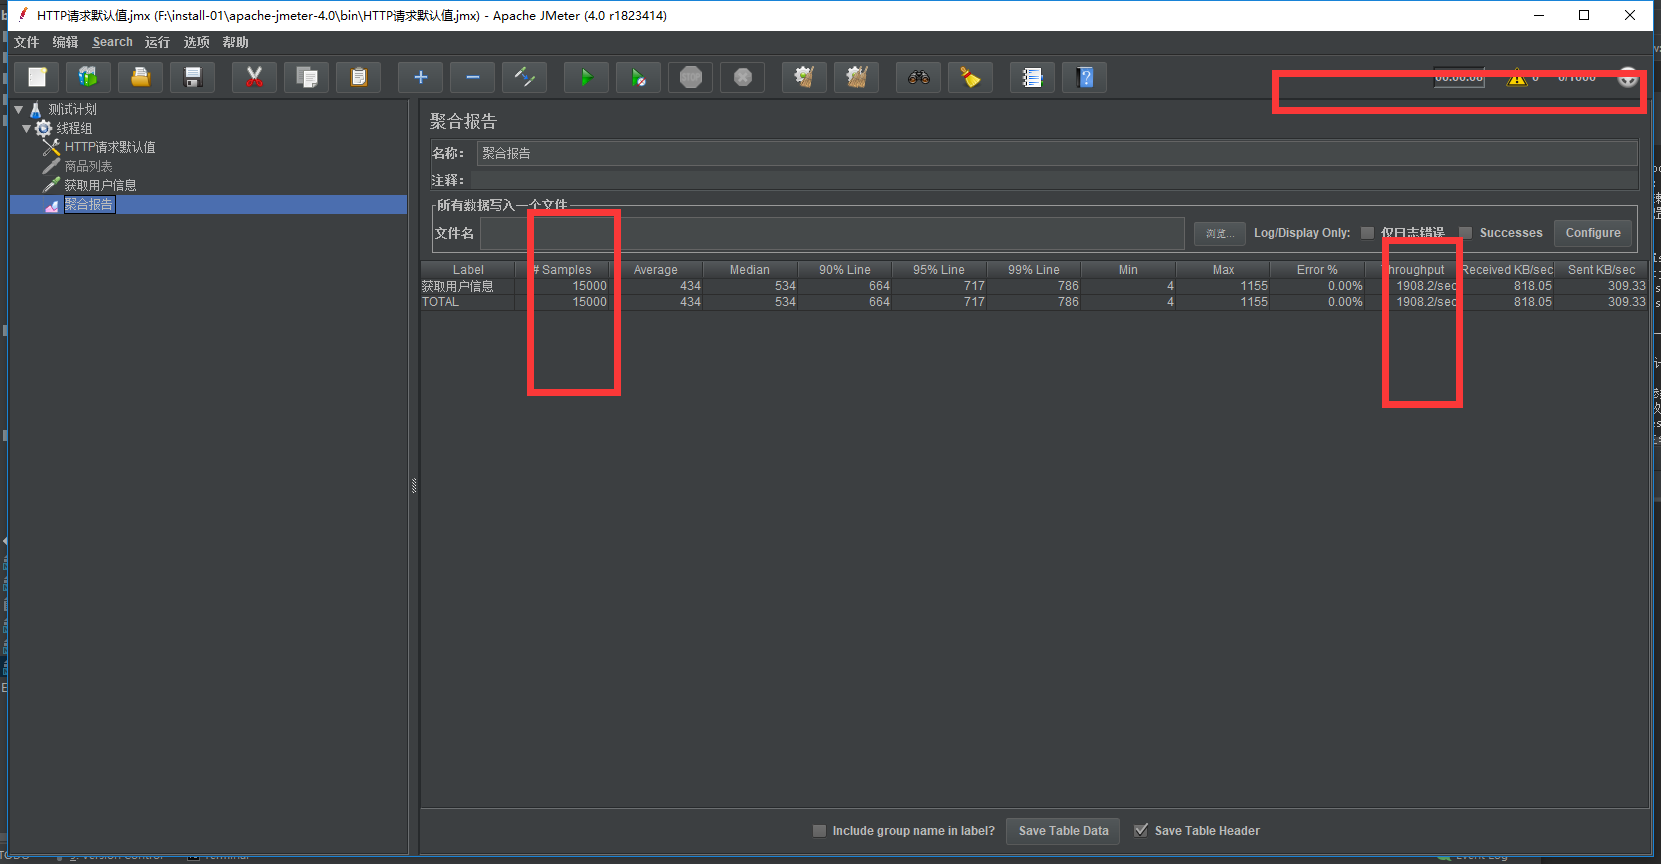 HTTP请求默认值.jmx (F:\install-01\apache-jmeter-4.0\bin\HTTP请求默认值.jmx) - Apache JMeter (4.0 r1823414)
文件 编辑 Search 运行 选项 帮助
STOP
测试计划
线程组
HTTP请求默认值
商品列表
获取用户信息
聚合报告
聚合报告
名称： 聚合报告
注释：
所有数据写入一个文件
文件名 浏览... Log/Display Only: 仅日志错误 Successes Configure
Label # Samples Average Median 90% Line 95% Line 99% Line Min Max Error % Throughput Received KB/sec Sent KB/sec
获取用户信息 15000 434 534 664 717 786 4 1155 0.00% 1908.2/sec 818.05 309.33
TOTAL 15000 434 534 664 717 786 4 1155 0.00% 1908.2/sec 818.05 309.33
Include group name in label? Save Table Data Save Table Header